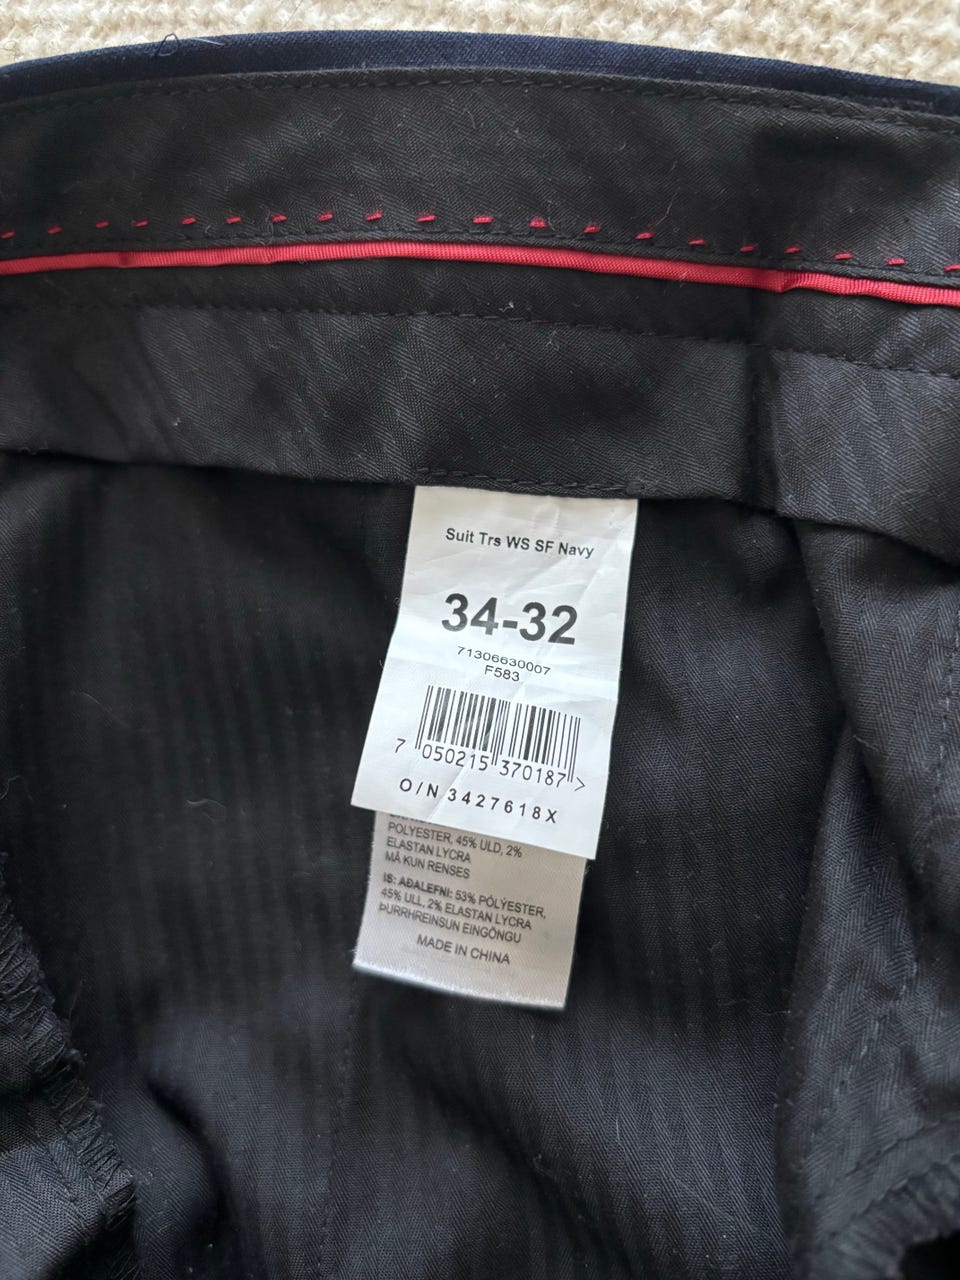 Suit Trs WS SF Navy
34-32
71306630007
F583
7 050215 370187 >
O/N 3427618X
POLYESTER, 45% ULD, 2%
ELASTAN LYCRA
MÅ KUN RENSES
IS: AÐALEFNI: 53% PÓLÝESTER,
45% ULL, 2% ELASTAN LYCRA
ÞURRHREINSUN EINGÖNGU
MADE IN CHINA